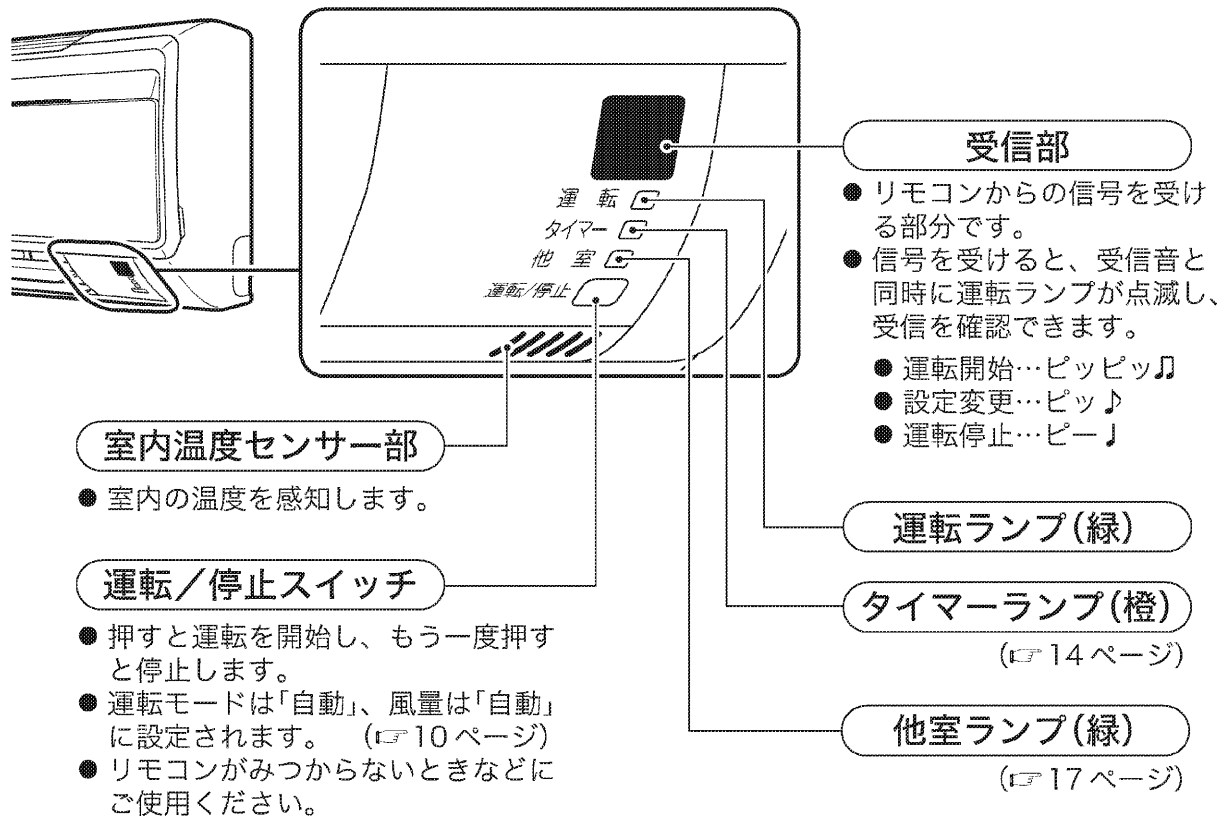 運 転
タイマー
他 室
運転/停止
受信部
● リモコンからの信号を受け
る部分です。
● 信号を受けると、受信音と
同時に運転ランプが点滅し、
受信を確認できます。
● 運転開始…ピッピッ♫
● 設定変更…ピッ♪
● 運転停止…ピー♩
室内温度センサー部
● 室内の温度を感知します。
運転／停止スイッチ
● 押すと運転を開始し、もう一度押す
と停止します。
● 運転モードは「自動」、風量は「自動」
に設定されます。 (☞10ページ)
● リモコンがみつからないときなどに
ご使用ください。
運転ランプ(緑)
タイマーランプ(橙)
(☞14ページ)
他室ランプ(緑)
(☞17ページ)